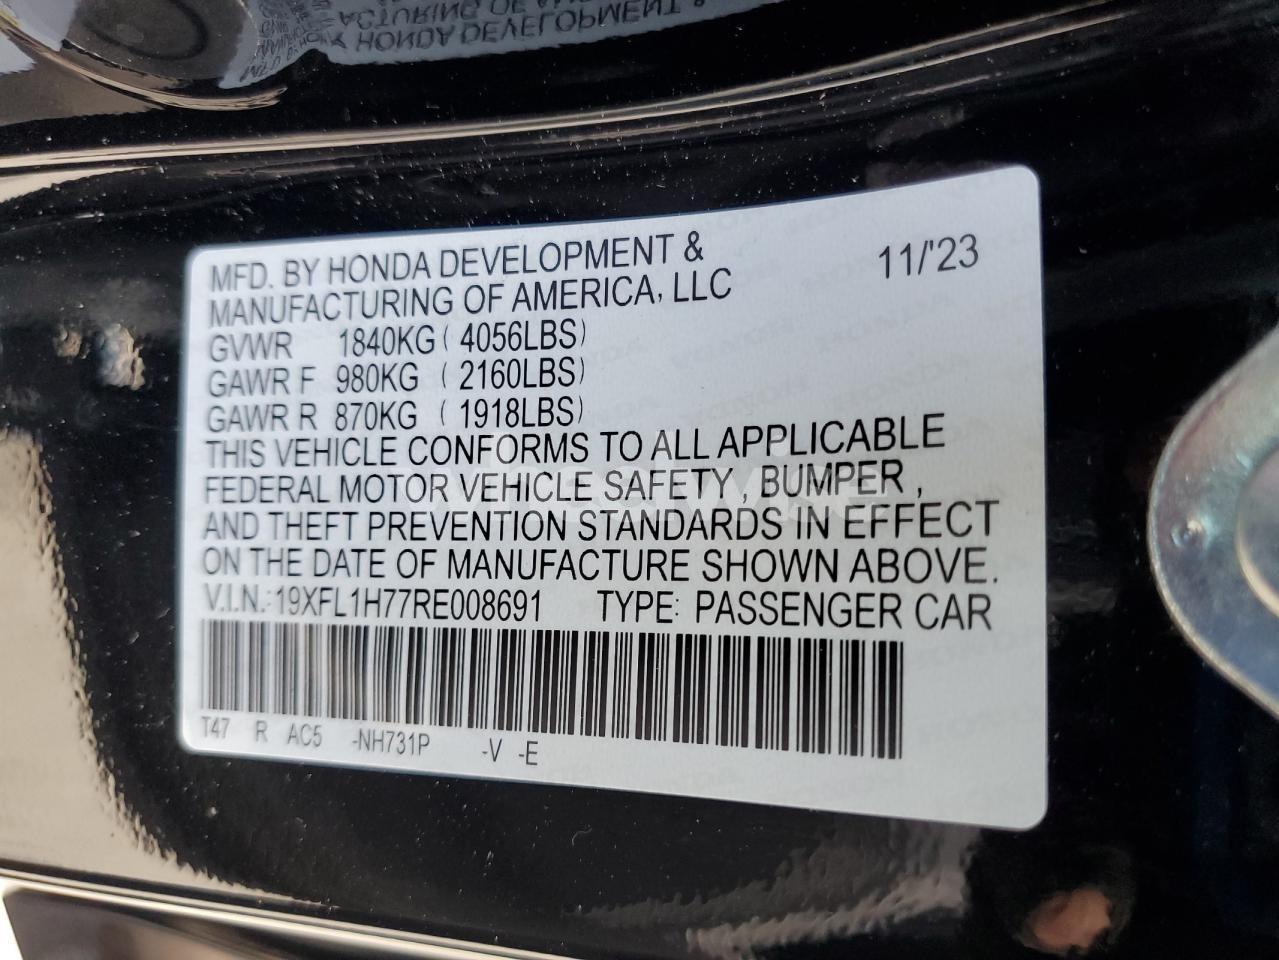 MFD. BY HONDA DEVELOPMENT &
MANUFACTURING OF AMERICA, LLC
11/'23
GVWR 1840KG ( 4056LBS)
GAWR F 980KG ( 2160LBS)
GAWR R 870KG ( 1918LBS)
THIS VEHICLE CONFORMS TO ALL APPLICABLE
FEDERAL MOTOR VEHICLE SAFETY , BUMPER ,
AND THEFT PREVENTION STANDARDS IN EFFECT
ON THE DATE OF MANUFACTURE SHOWN ABOVE.
V.I.N.:19XFL1H77RE008691 TYPE: PASSENGER CAR
T47 R AC5 -NH731P -V -E